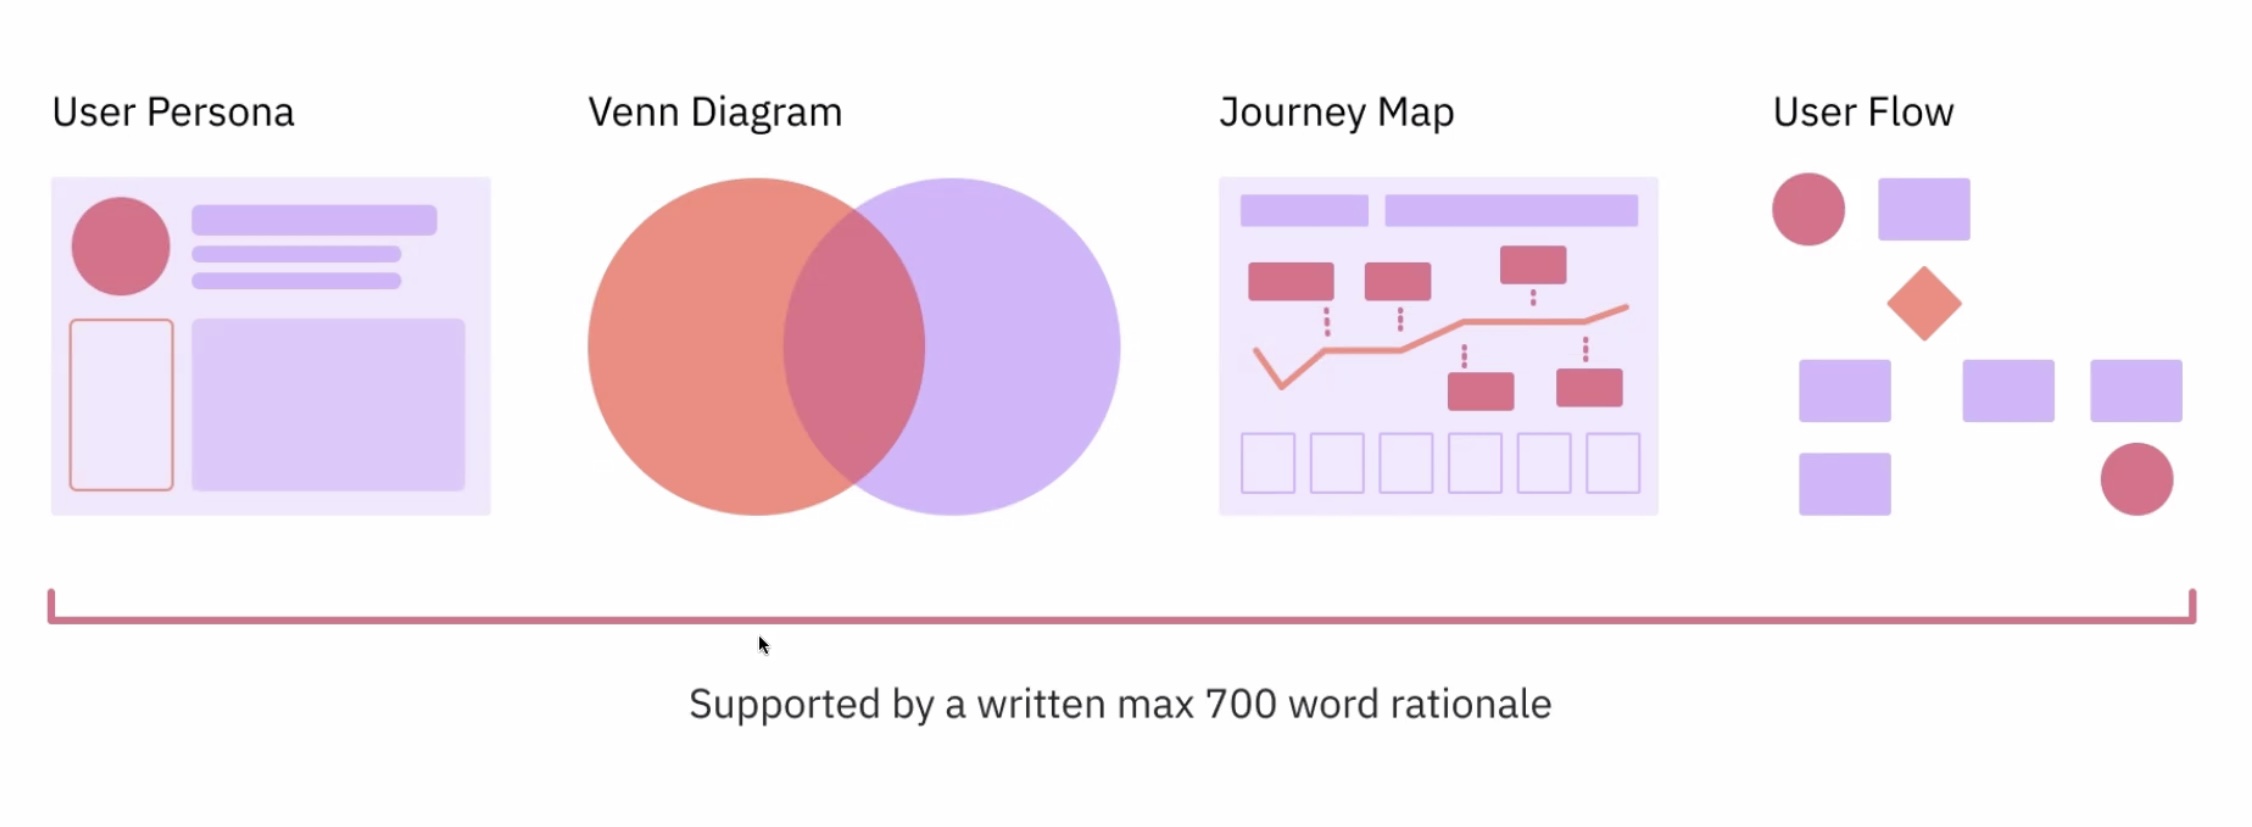 User Persona
Venn Diagram
Journey Map
User Flow
Supported by a written max 700 word rationale